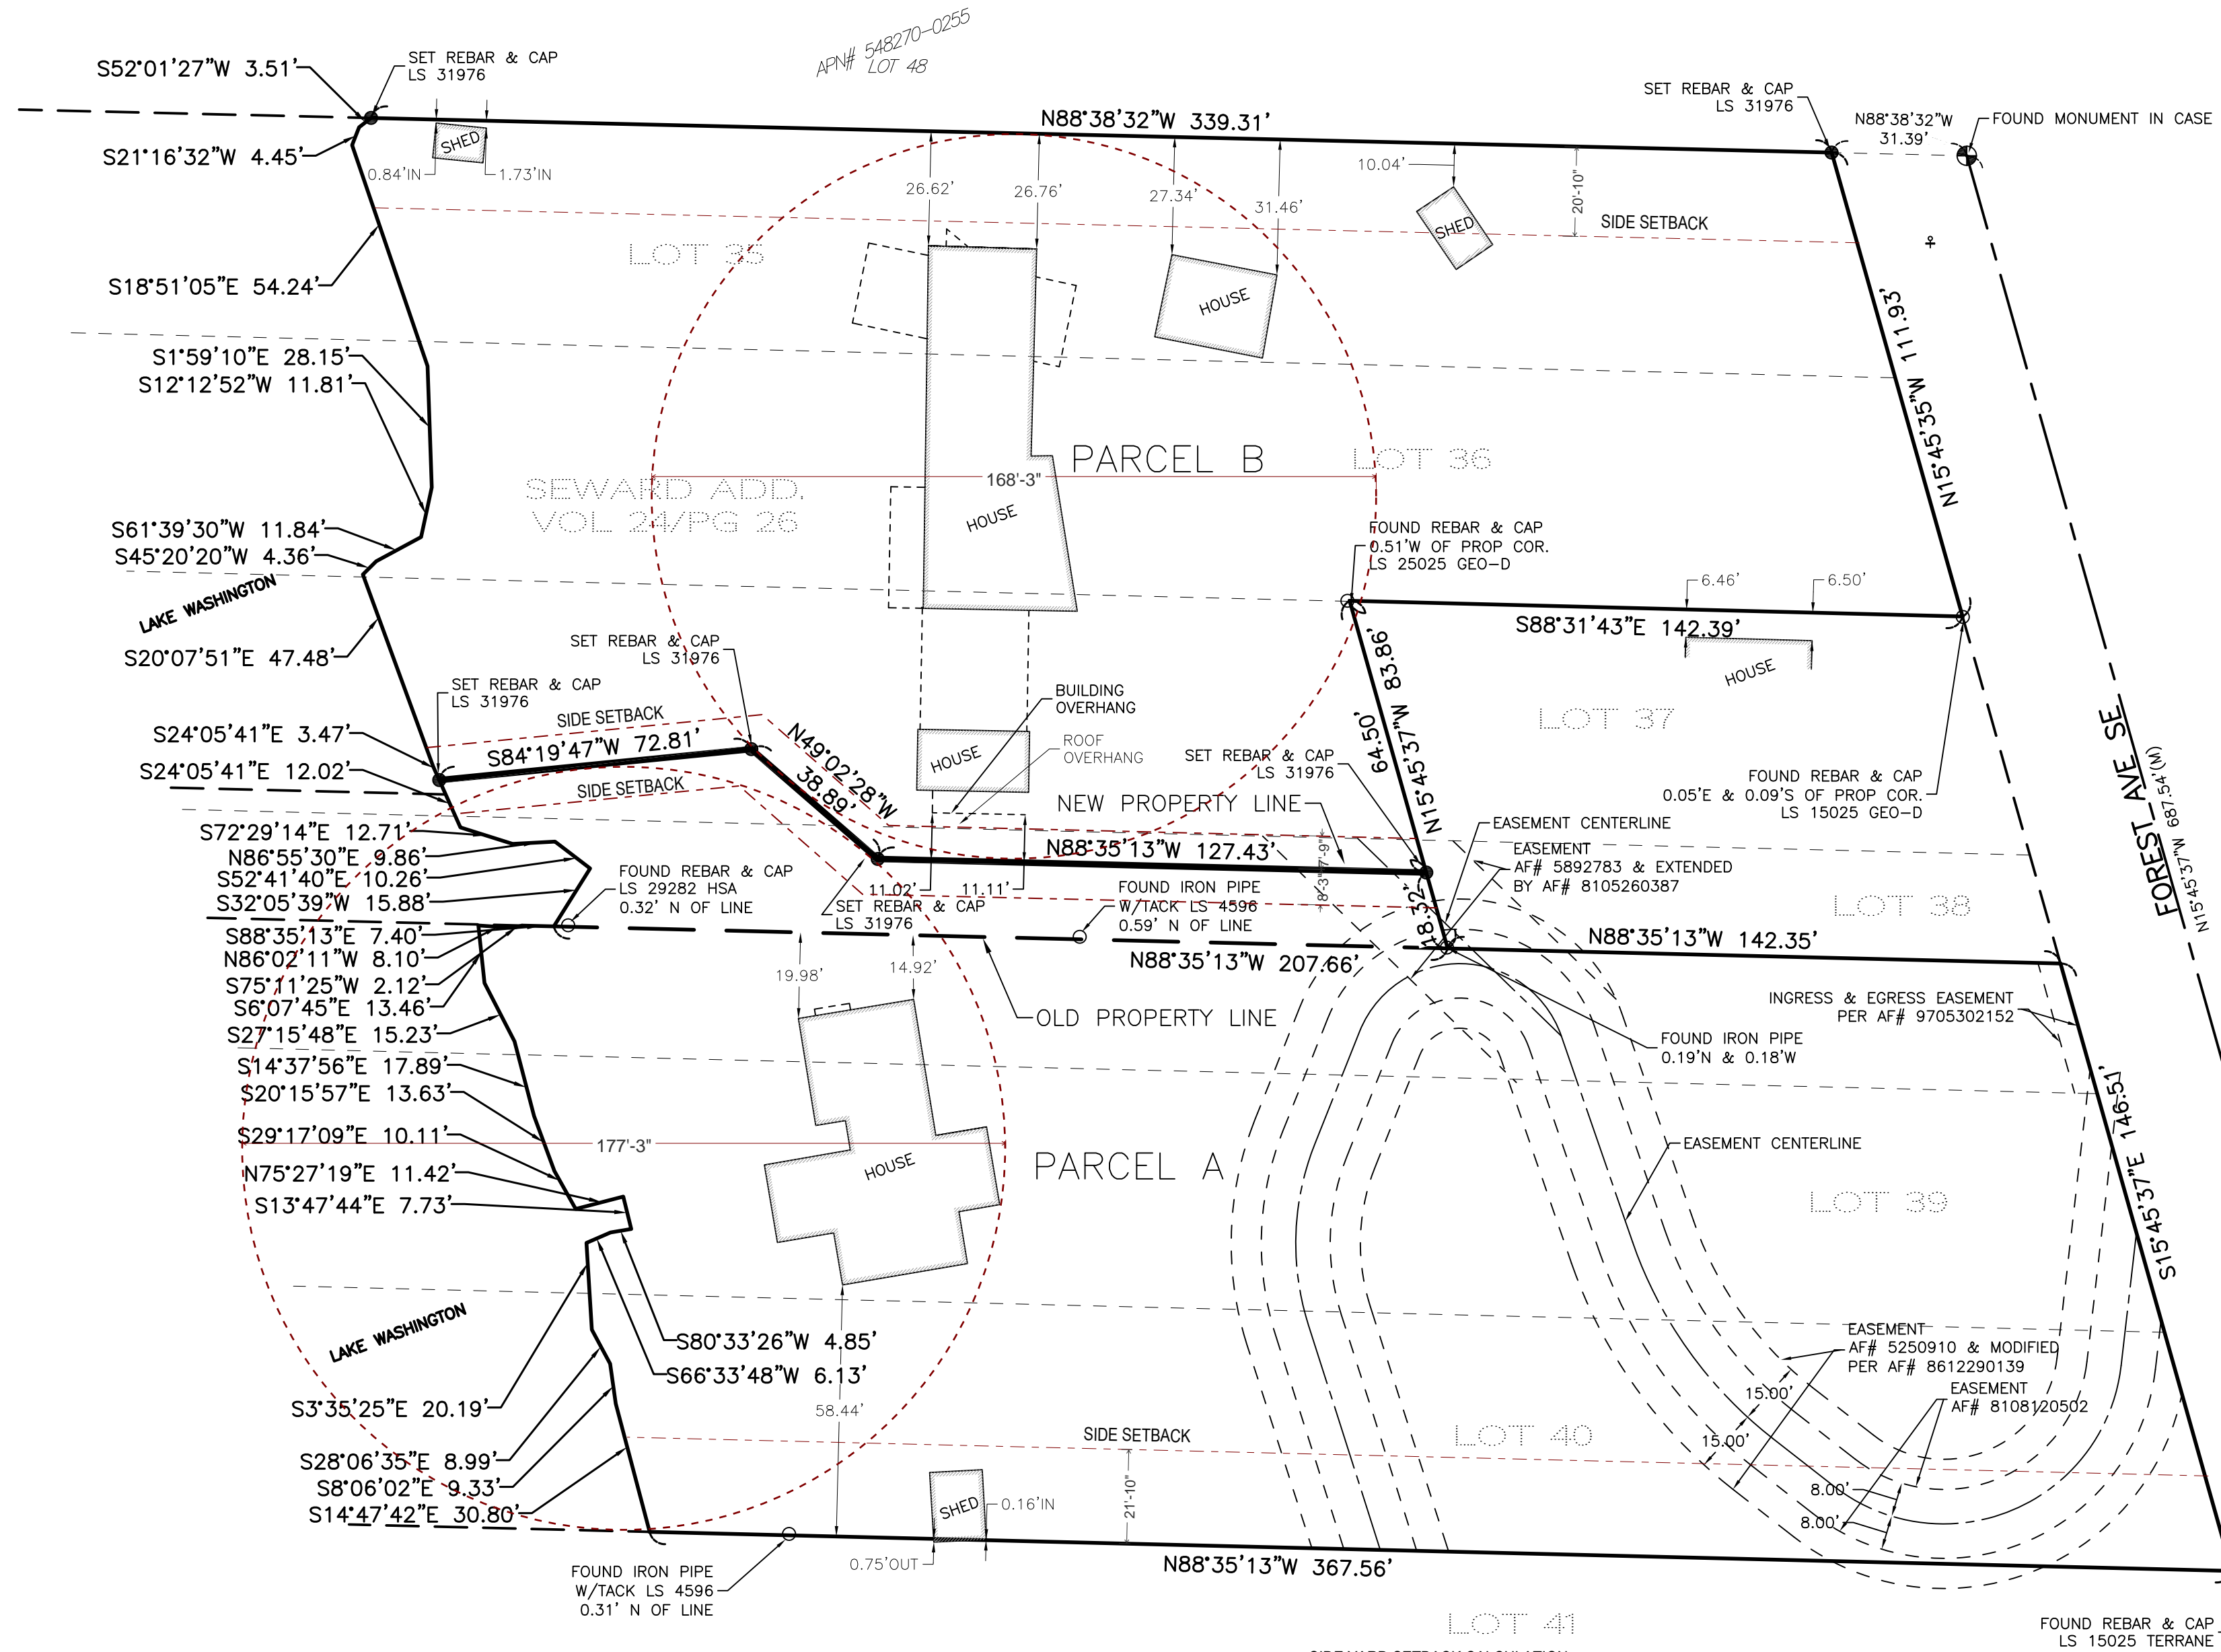 APN# 548270-0255
LOT 48
S52°01'27"W 3.51'
SET REBAR & CAP
LS 31976
N88°38'32"W 339.31'
SET REBAR & CAP
LS 31976
N88°38'32"W
31.39'
FOUND MONUMENT IN CASE
S21°16'32"W 4.45'
SHED
0.84'IN
1.73'IN
26.62'
26.76'
27.34'
31.46'
10.04'
SHED
20'-10"
SIDE SETBACK
LOT 35
S18°51'05"E 54.24'
HOUSE
N15°45'35"W 111.93'
S1°59'10"E 28.15'
S12°12'52"W 11.81'
PARCEL B
LOT 36
168'-3"
SEWARD ADD.
VOL 24/PG 26
HOUSE
S61°39'30"W 11.84'
S45°20'20"W 4.36'
FOUND REBAR & CAP
0.51'W OF PROP COR.
LS 25025 GEO-D
LAKE WASHINGTON
6.46'
6.50'
S88°31'43"E 142.39'
HOUSE
S20°07'51"E 47.48'
SET REBAR & CAP
LS 31976
SET REBAR & CAP
LS 31976
N15°45'37"W 83.86'
64.50'
BUILDING
OVERHANG
LOT 37
SIDE SETBACK
S84°19'47"W 72.81'
N49°02'28"W
38.89'
S24°05'41"E 3.47'
S24°05'41"E 12.02'
SIDE SETBACK
HOUSE
ROOF
OVERHANG
SET REBAR & CAP
LS 31976
FOREST AVE SE
N15°45'37"W 687.54'(M)
FOUND REBAR & CAP
0.05'E & 0.09'S OF PROP COR.
LS 15025 GEO-D
NEW PROPERTY LINE
EASEMENT CENTERLINE
EASEMENT
AF# 5892783 & EXTENDED
BY AF# 8105260387
S72°29'14"E 12.71'
N86°55'30"E 9.86'
S52°41'40"E 10.26'
S32°05'39"W 15.88'
N88°35'13"W 127.43'
7'-9"
8'-3"
18.32'
FOUND REBAR & CAP
LS 29282 HSA
0.32' N OF LINE
11.02'
11.11'
SET REBAR & CAP
LS 31976
FOUND IRON PIPE
W/TACK LS 4596
0.59' N OF LINE
LOT 38
S88°35'13"E 7.40'
N86°02'11"W 8.10'
S75°11'25"W 2.12'
S6°07'45"E 13.46'
S27°15'48"E 15.23'
19.98'
14.92'
N88°35'13"W 207.66'
N88°35'13"W 142.35'
OLD PROPERTY LINE
INGRESS & EGRESS EASEMENT
PER AF# 9705302152
FOUND IRON PIPE
0.19'N & 0.18'W
S14°37'56"E 17.89'
S20°15'57"E 13.63'
S29°17'09"E 10.11'
177'-3"
N75°27'19"E 11.42'
S13°47'44"E 7.73'
HOUSE
PARCEL A
EASEMENT CENTERLINE
S15°45'37"E 146.51'
LOT 39
LAKE WASHINGTON
S80°33'26"W 4.85'
S66°33'48"W 6.13'
EASEMENT
AF# 5250910 & MODIFIED
PER AF# 8612290139
EASEMENT
AF# 8108120502
15.00'
15.00'
S3°35'25"E 20.19'
58.44'
SIDE SETBACK
LOT 40
S28°06'35"E 8.99'
S8°06'02"E 9.33'
S14°47'42"E 30.80'
21'-10"
8.00'
8.00'
SHED
0.16'IN
0.75'OUT
N88°35'13"W 367.56'
FOUND IRON PIPE
W/TACK LS 4596
0.31' N OF LINE
LOT 41
FOUND REBAR & CAP
LS 15025 TERRANE